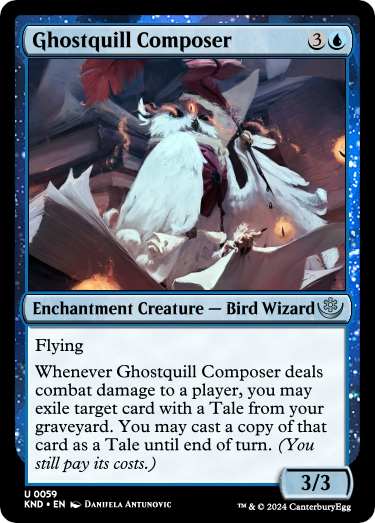 Ghostquill Composer 3
Enchantment Creature — Bird Wizard
Flying
Whenever Ghostquill Composer deals
combat damage to a player, you may
exile target card with a Tale from your
graveyard. You may cast a copy of that
card as a Tale until end of turn. (You
still pay its costs.)
3/3
U 0059
KND • EN DANIJELA ANTUNOVIC
™ & © 2024 CanterburyEgg